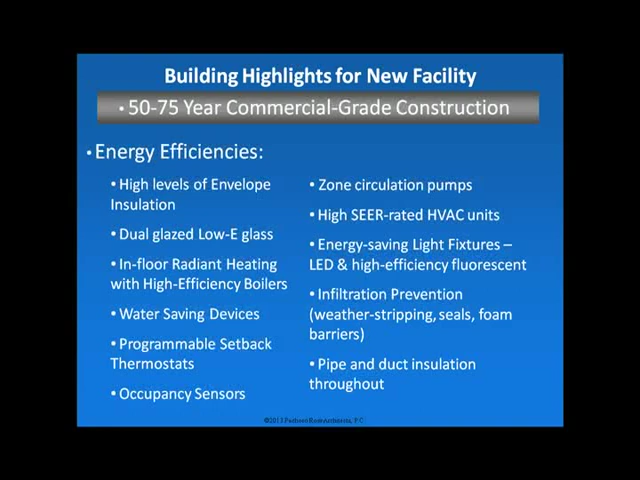 Building Highlights for New Facility
• 50-75 Year Commercial-Grade Construction
• Energy Efficiencies:
• High levels of Envelope
Insulation
• Dual glazed Low-E glass
• In-floor Radiant Heating
with High-Efficiency Boilers
• Water Saving Devices
• Programmable Setback
Thermostats
• Occupancy Sensors
• Zone circulation pumps
• High SEER-rated HVAC units
• Energy-saving Light Fixtures –
LED & high-efficiency fluorescent
• Infiltration Prevention
(weather-stripping, seals, foam
barriers)
• Pipe and duct insulation
throughout
©2013